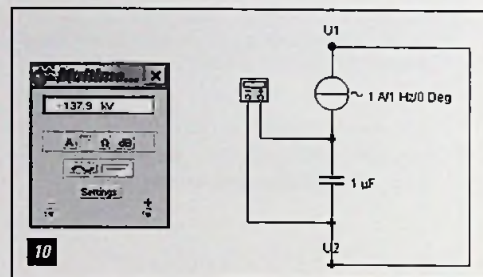 Multime...
137.9 kV
A Ω dB
Settings
10
U1
1 A/1 Hz/0 Deg
1 µF
U2